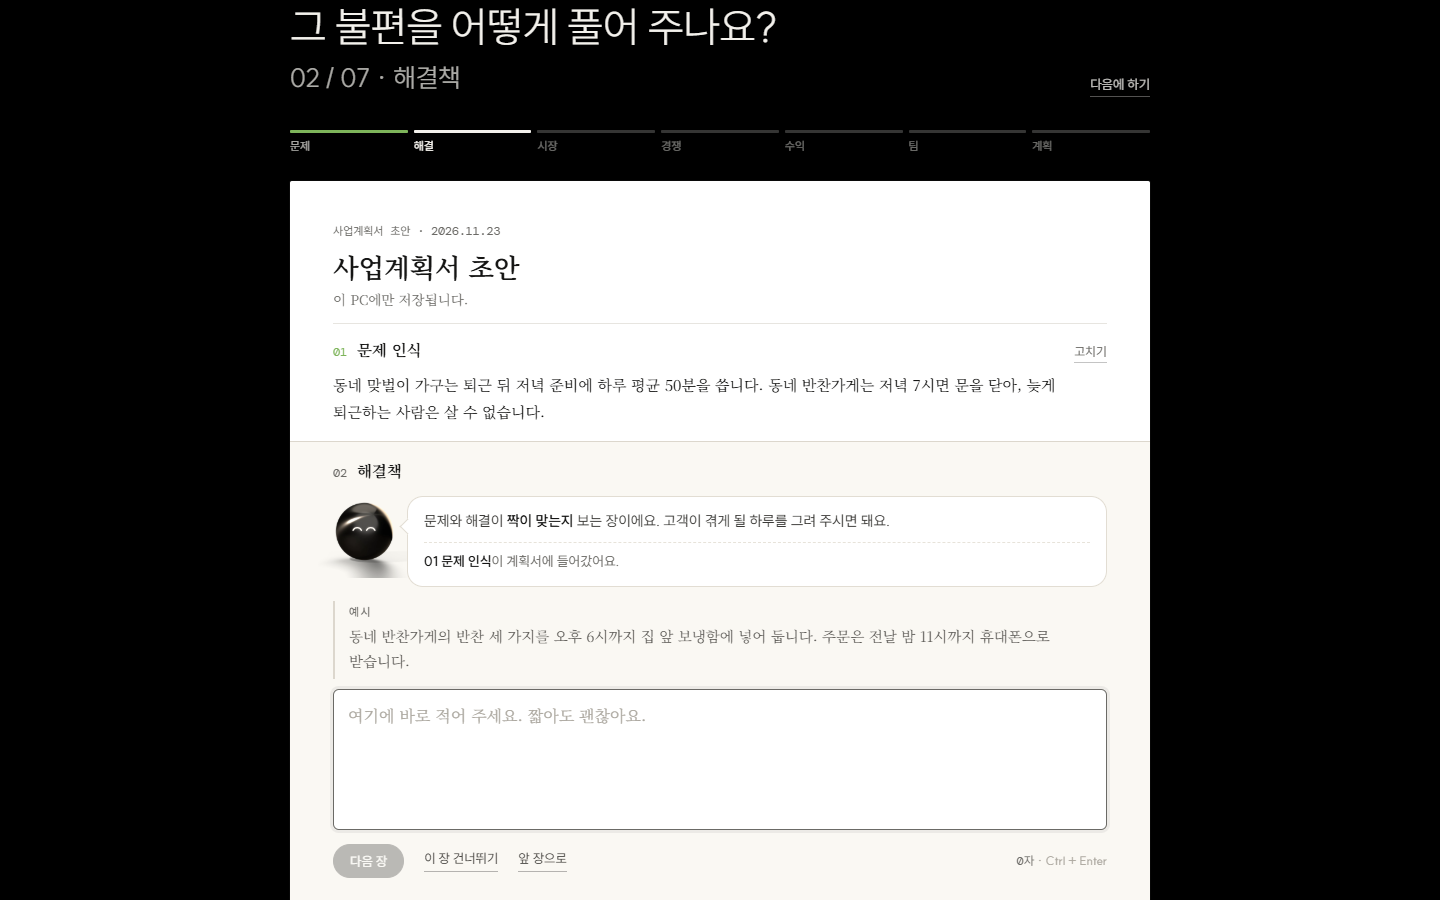 그 불편을 어떻게 풀어 주나요?
02 / 07 · 해결책
다음에 하기
문제
해결
시장
경쟁
수익
팀
계획
사업계획서 초안 · 2026.11.23
사업계획서 초안
이 PC에만 저장됩니다.
01 문제 인식
고치기
동네 맞벌이 가구는 퇴근 뒤 저녁 준비에 하루 평균 50분을 씁니다. 동네 반찬가게는 저녁 7시면 문을 닫아, 늦게
퇴근하는 사람은 살 수 없습니다.
02 해결책
문제와 해결이 짝이 맞는지 보는 장이에요. 고객이 겪게 될 하루를 그려 주시면 돼요.
01 문제 인식이 계획서에 들어갔어요.
예시
동네 반찬가게의 반찬 세 가지를 오후 6시까지 집 앞 보냉함에 넣어 둡니다. 주문은 전날 밤 11시까지 휴대폰으로
받습니다.
여기에 바로 적어 주세요. 짧아도 괜찮아요.
다음 장
이 장 건너뛰기
앞 장으로
0자 · Ctrl + Enter